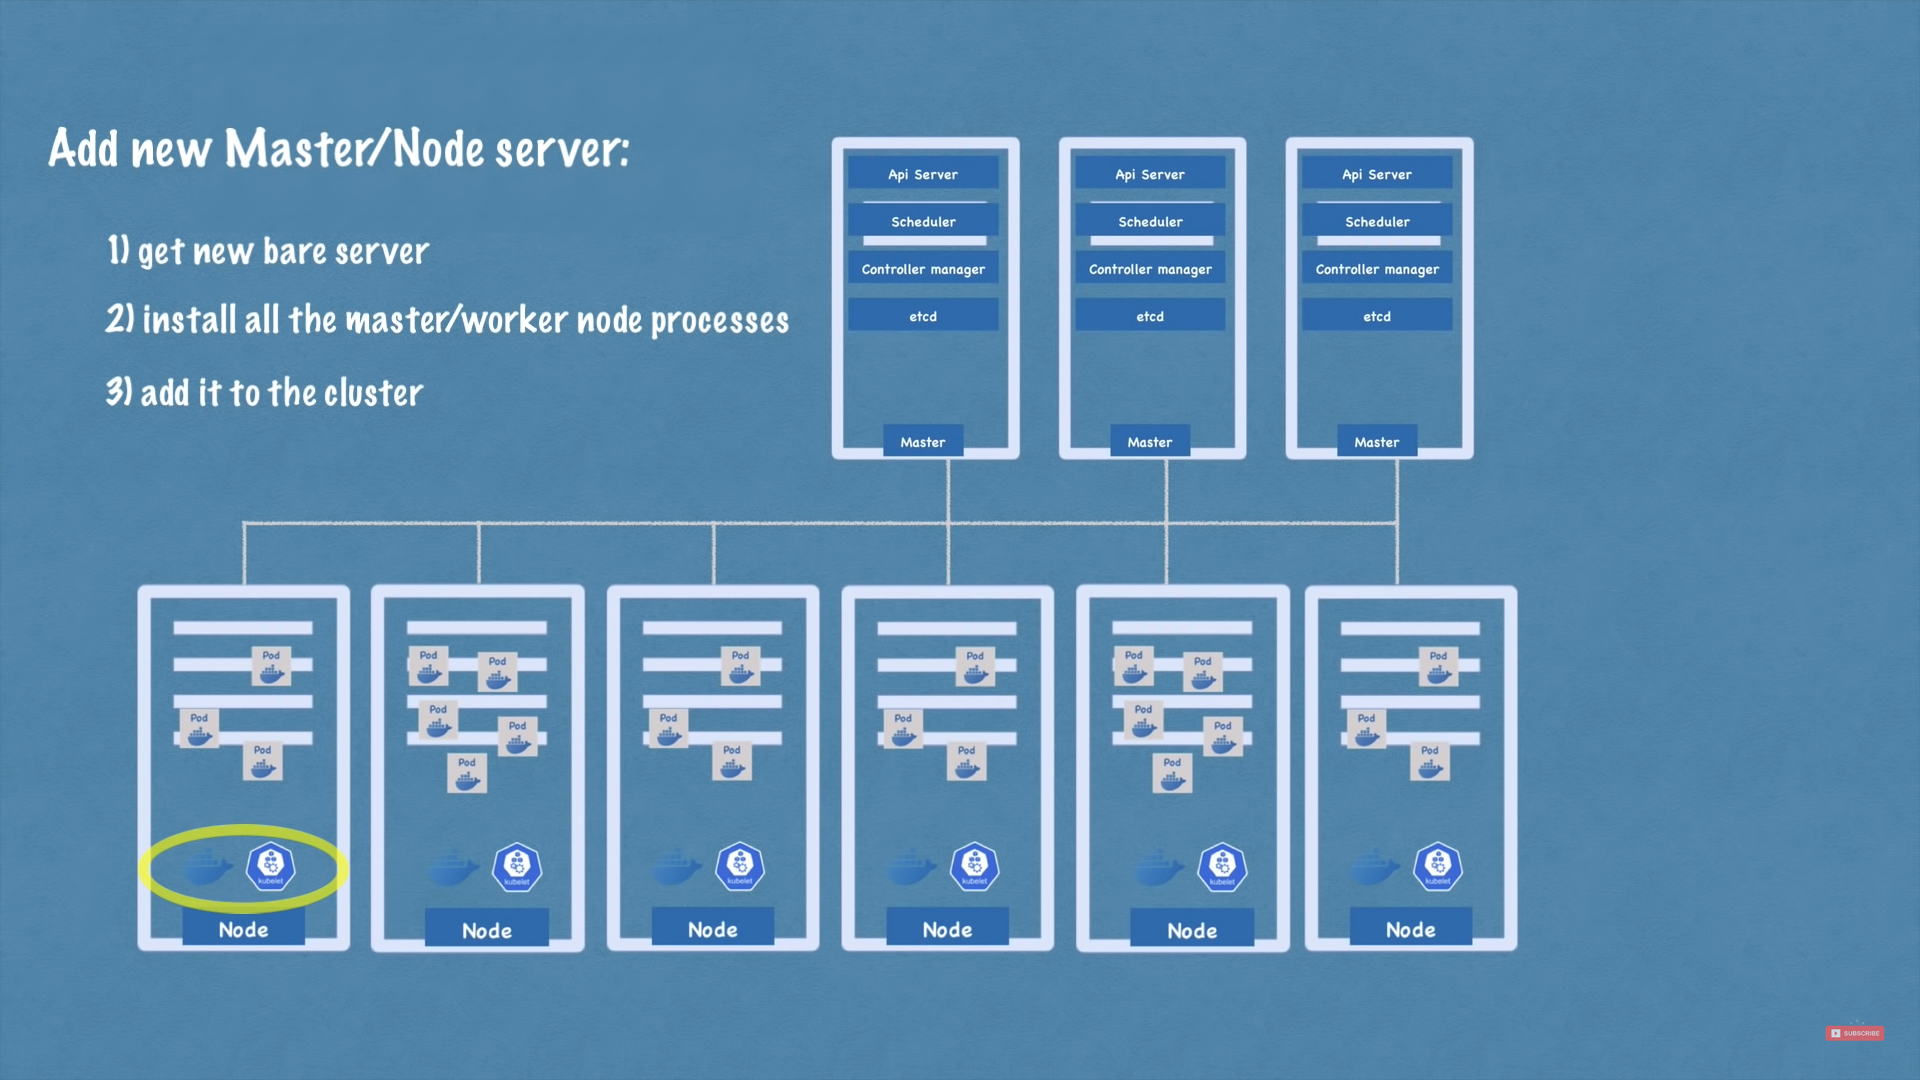 Add new Master/Node server:
1) get new bare server
2) install all the master/worker node processes
3) add it to the cluster
Api Server
Scheduler
Controller manager
etcd
Master
Api Server
Scheduler
Controller manager
etcd
Master
Api Server
Scheduler
Controller manager
etcd
Master
Pod
Pod
Pod
kubelet
Node
Pod
Pod
Pod
Pod
Pod
kubelet
Node
Pod
Pod
Pod
kubelet
Node
Pod
Pod
Pod
kubelet
Node
Pod
Pod
Pod
Pod
Pod
kubelet
Node
Pod
Pod
Pod
kubelet
Node
SUBSCRIBE